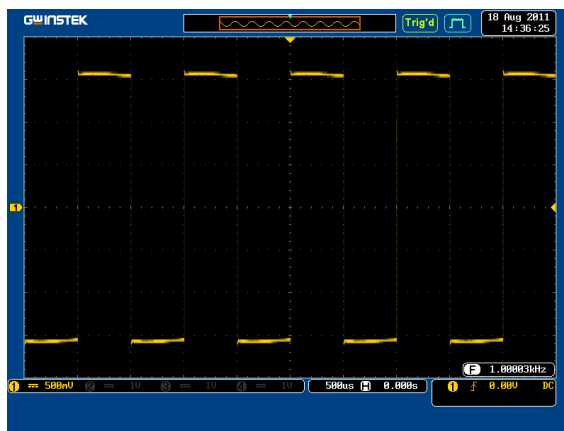 GWINSTEK
Trig'd
18 Aug 2011
14:36:25
1
F 1.00003kHz
1 500mV 2 1V 3 1V 4 1V 500us H 0.000s 1 0.00V DC